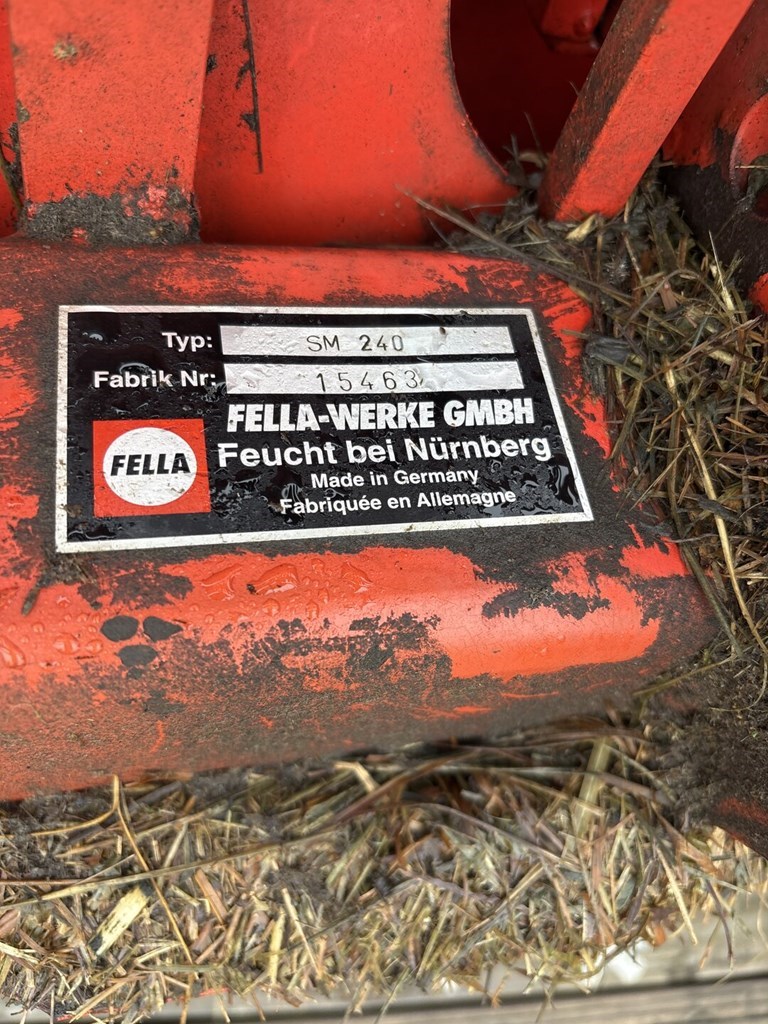 Typ: SM 240
Fabrik Nr: 15463
FELLA-WERKE GMBH
FELLA
Feucht bei Nürnberg
Made in Germany
Fabriquée en Allemagne